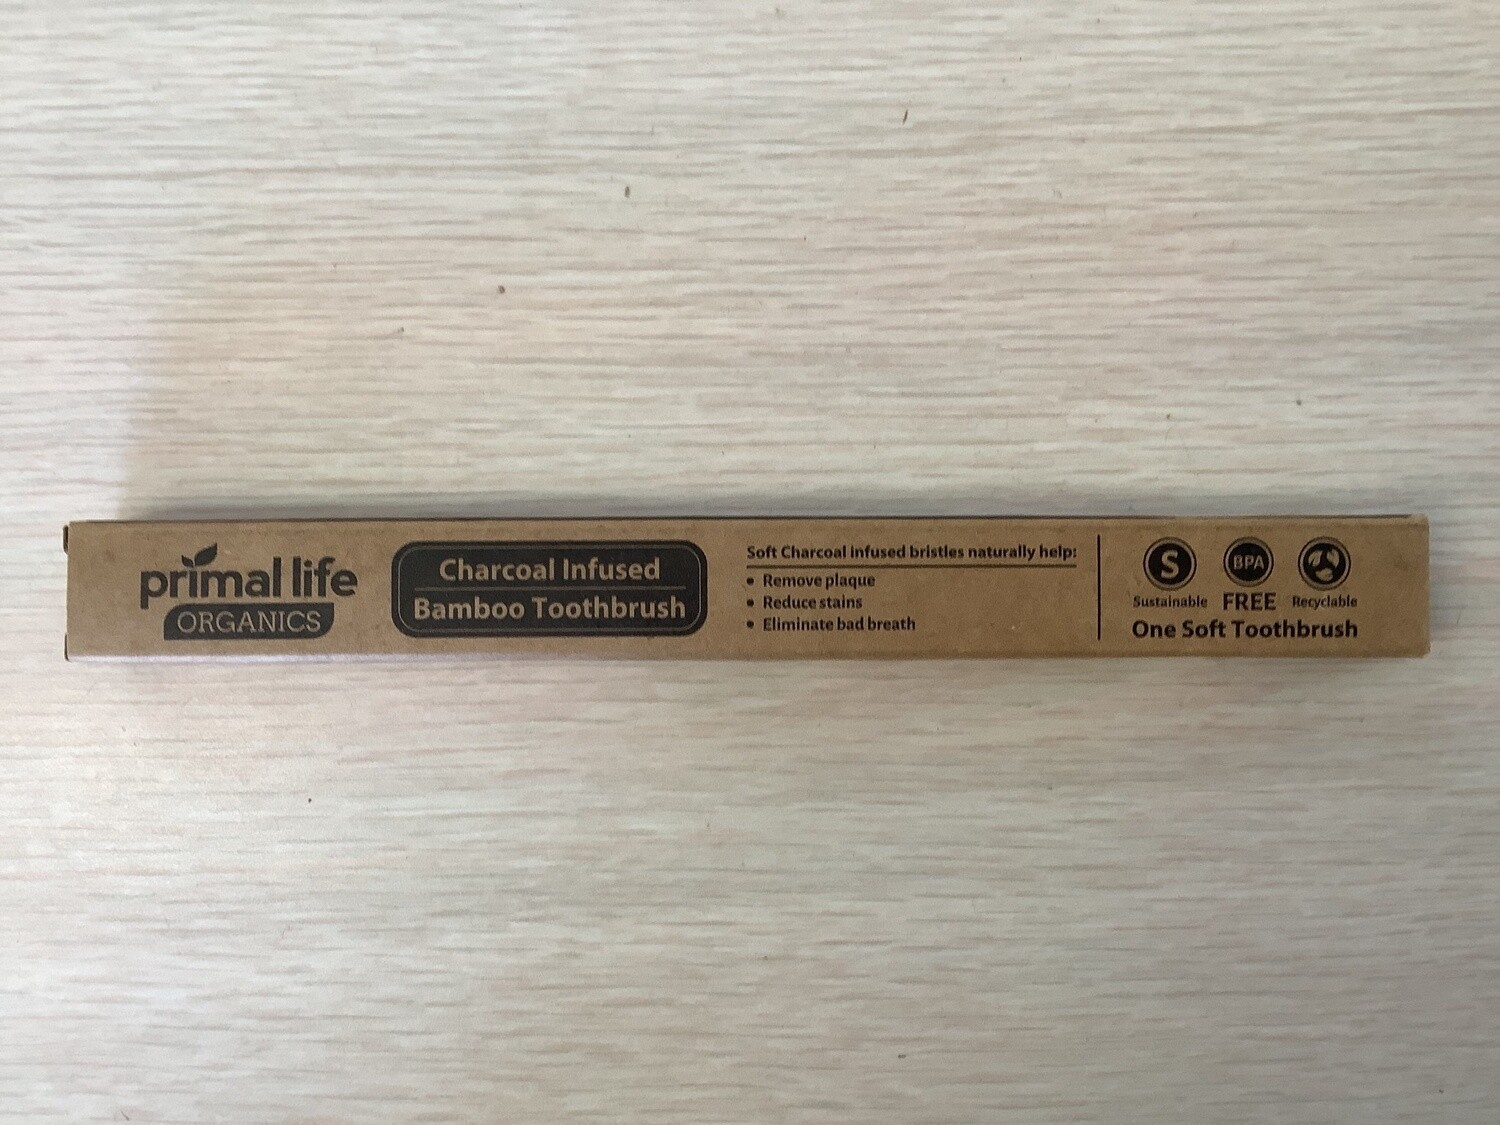 primal life
ORGANICS
Charcoal Infused
Bamboo Toothbrush
Soft Charcoal infused bristles naturally help:
• Remove plaque
• Reduce stains
• Eliminate bad breath
S
Sustainable
BPA
FREE
Recyclable
One Soft Toothbrush